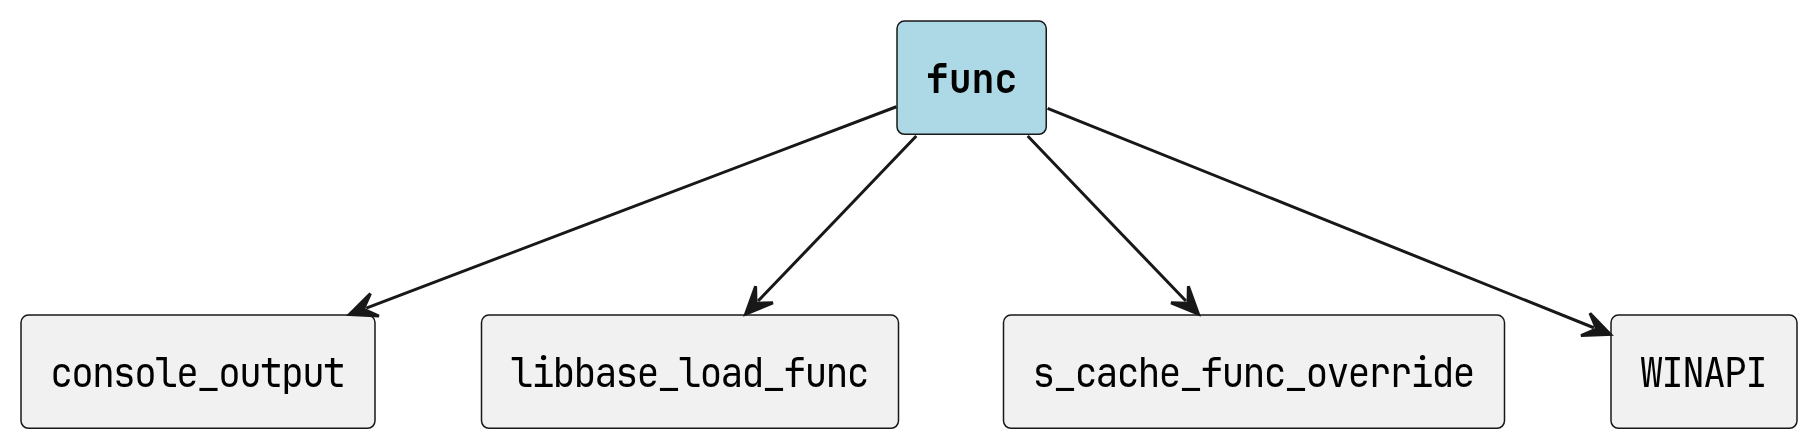 func
console_output
libbase_load_func
s_cache_func_override
WINAPI